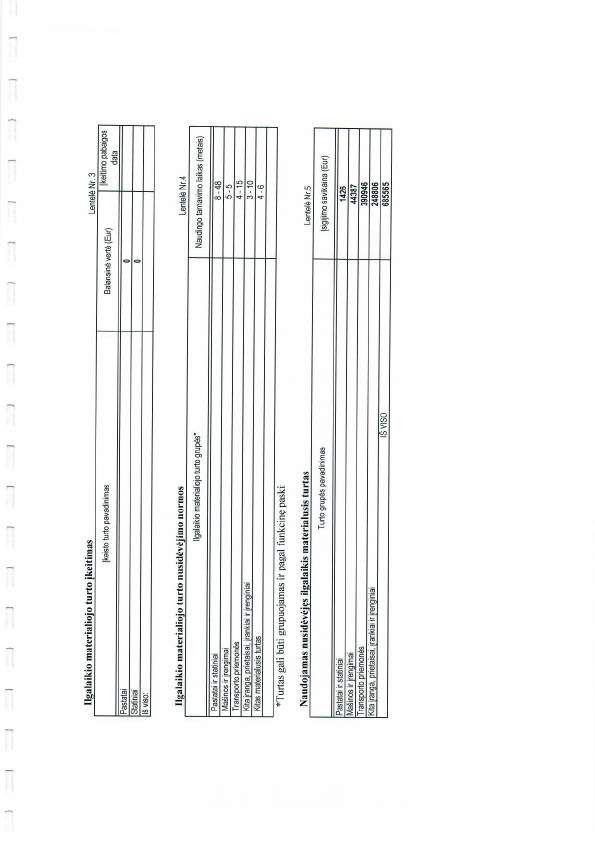 Ilgalaikio materialiojo turto įkeitimas Lentelė Nr.3
Įkeisto turto pavadinimas Balansinė vertė (Eur) Įkeitimo pabaigos data
Pastatai 0
Statiniai 0
Iš viso:
Ilgalaikio materialiojo turto nusidėvėjimo normos Lentelė Nr.4
Ilgalaikio materialiojo turto grupės* Naudingo tarnavimo laikas (metais)
Pastatai ir statiniai 8 - 48
Mašinos ir įrengimai 5 - 5
Transporto priemonės 4 - 15
Kita įranga, prietaisai, įrankiai ir įrenginiai 3 - 10
Kitas materialusis turtas 4 - 6
*Turtas gali būti grupuojamas ir pagal funkcinę paski
Naudojamas nusidėvėjęs ilgalaikis materialusis turtas Lentelė Nr.5
Turto grupės pavadinimas Įsigijimo savikaina (Eur)
Pastatai ir statiniai 1426
Mašinos ir įrengimai 44387
Transporto priemonės 390946
Kita įranga, prietaisai, įrankiai ir įrenginiai 248806
IŠ VISO 685565